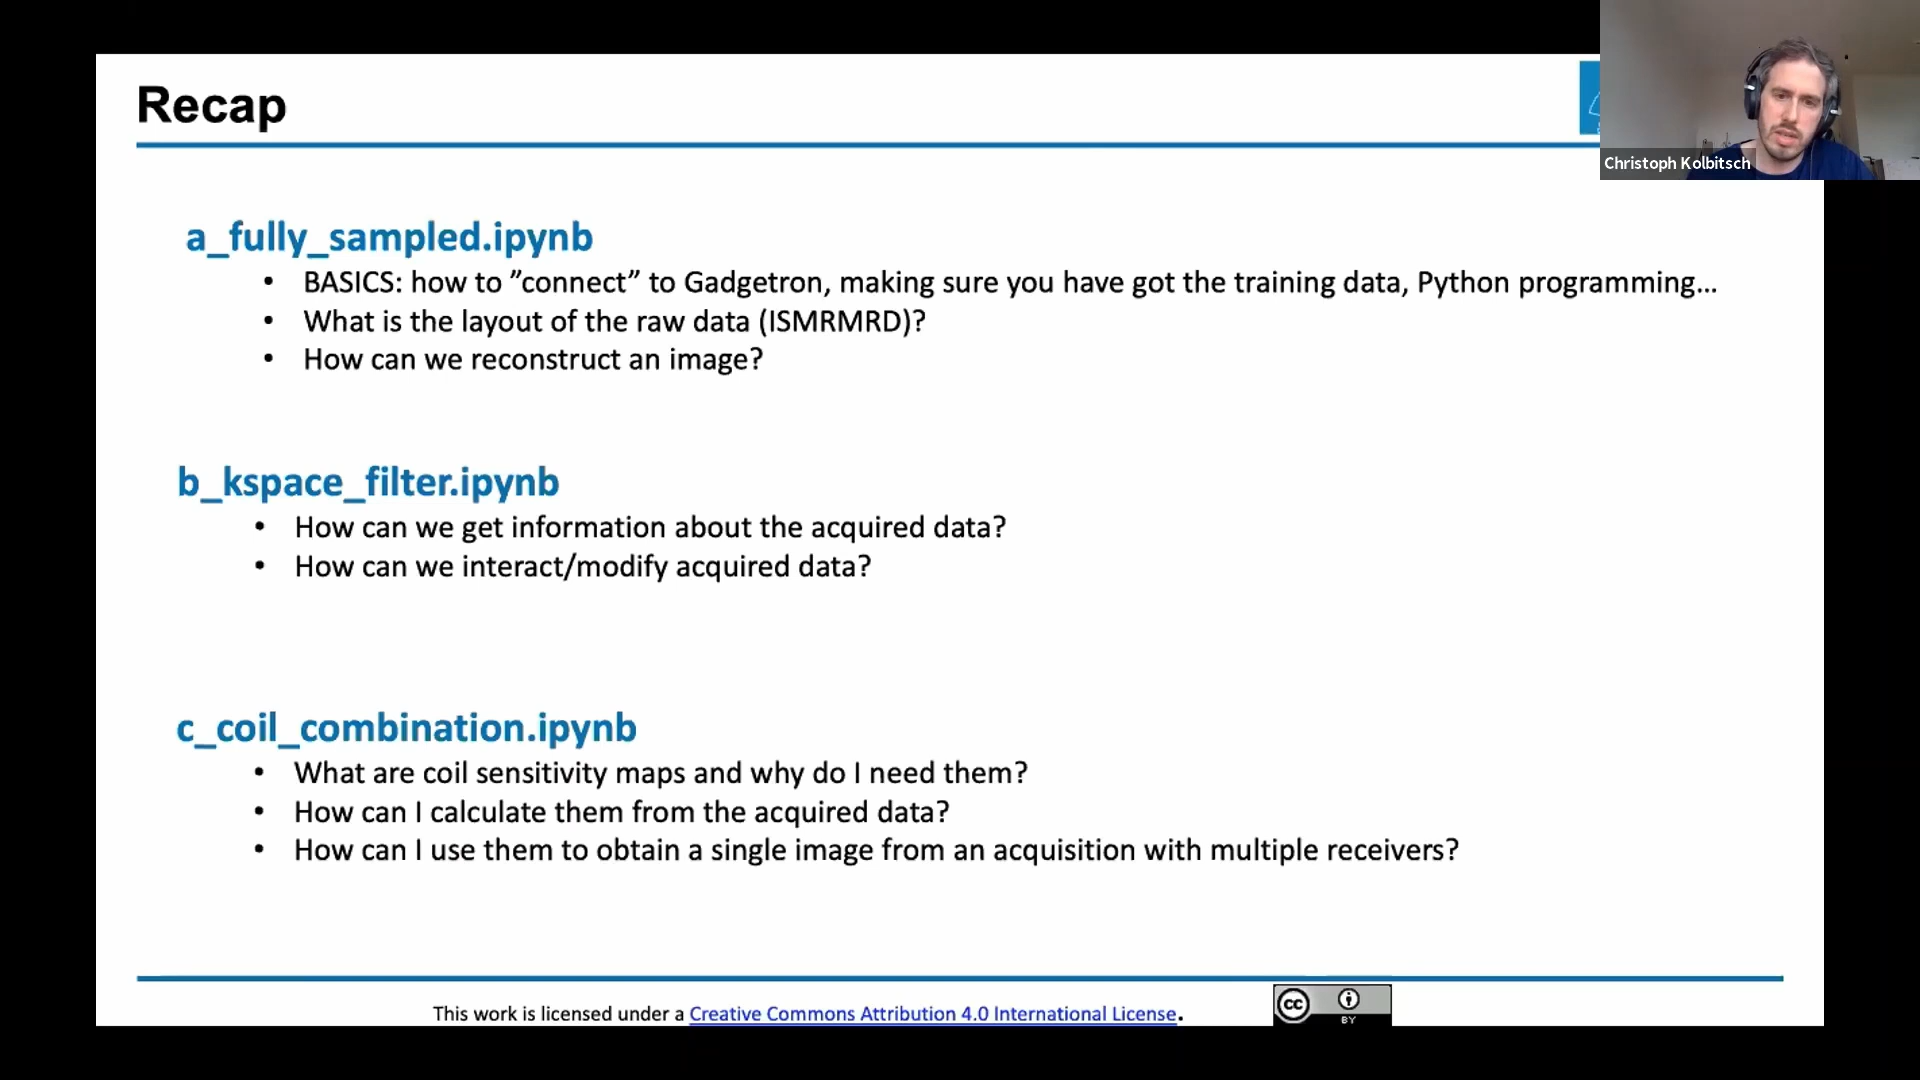 Recap
Christoph Kolbitsch
a_fully_sampled.ipynb
• BASICS: how to ”connect” to Gadgetron, making sure you have got the training data, Python programming...
• What is the layout of the raw data (ISMRMRD)?
• How can we reconstruct an image?
b_kspace_filter.ipynb
• How can we get information about the acquired data?
• How can we interact/modify acquired data?
c_coil_combination.ipynb
• What are coil sensitivity maps and why do I need them?
• How can I calculate them from the acquired data?
• How can I use them to obtain a single image from an acquisition with multiple receivers?
This work is licensed under a Creative Commons Attribution 4.0 International License.
cc
BY